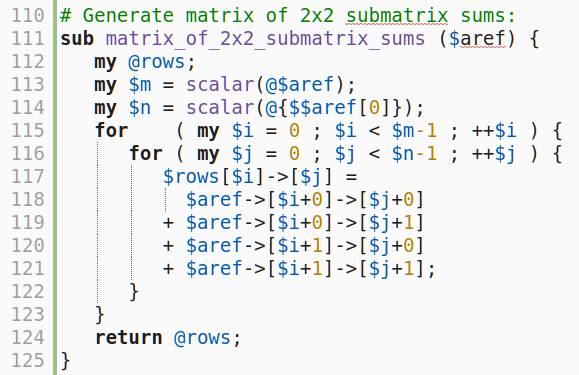 110 # Generate matrix of 2x2 submatrix sums:
111 sub matrix_of_2x2_submatrix_sums ($aref) {
112    my @rows;
113    my $m = scalar(@$aref);
114    my $n = scalar(@{$$aref[0]});
115    for    ( my $i = 0 ; $i < $m-1 ; ++$i ) {
116       for ( my $j = 0 ; $j < $n-1 ; ++$j ) {
117          $rows[$i]->[$j] =
118            $aref->[$i+0]->[$j+0]
119          + $aref->[$i+0]->[$j+1]
120          + $aref->[$i+1]->[$j+0]
121          + $aref->[$i+1]->[$j+1];
122       }
123    }
124    return @rows;
125 }